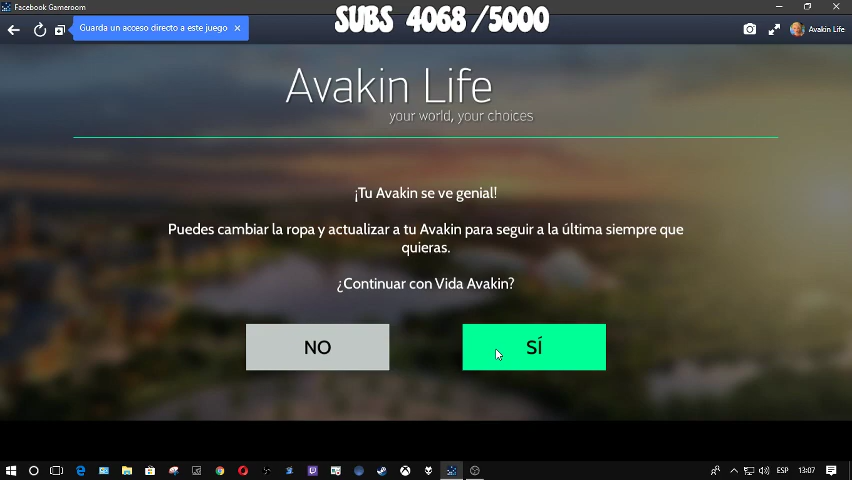 Facebook Gameroom
SUBS 4068/5000
Guarda un acceso directo a este juego
Avakin Life
Avakin Life
your world, your choices
¡Tu Avakin se ve genial!
Puedes cambiar la ropa y actualizar a tu Avakin para seguir a la última siempre que
quieras.
¿Continuar con Vida Avakin?
NO
SÍ
ESP
13:07